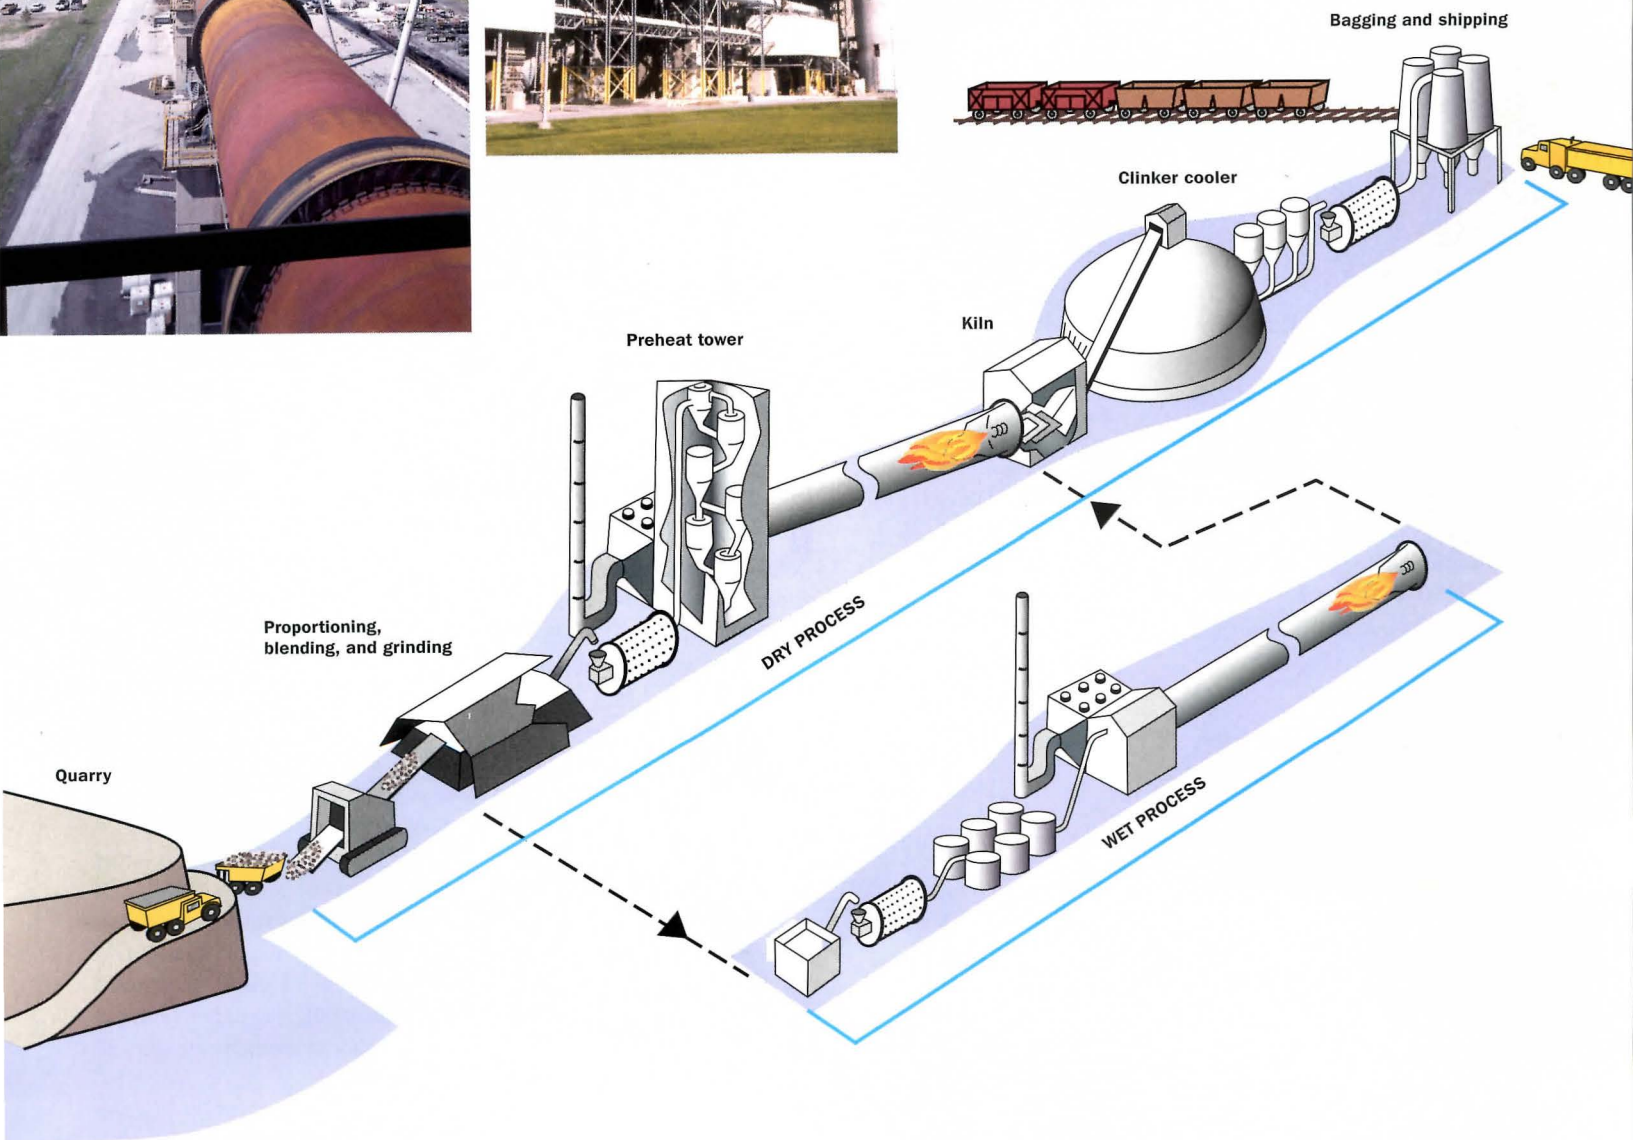 Bagging and shipping
Clinker cooler
Kiln
Preheat tower
Proportioning,
blending, and grinding
Quarry
DRY PROCESS
WET PROCESS